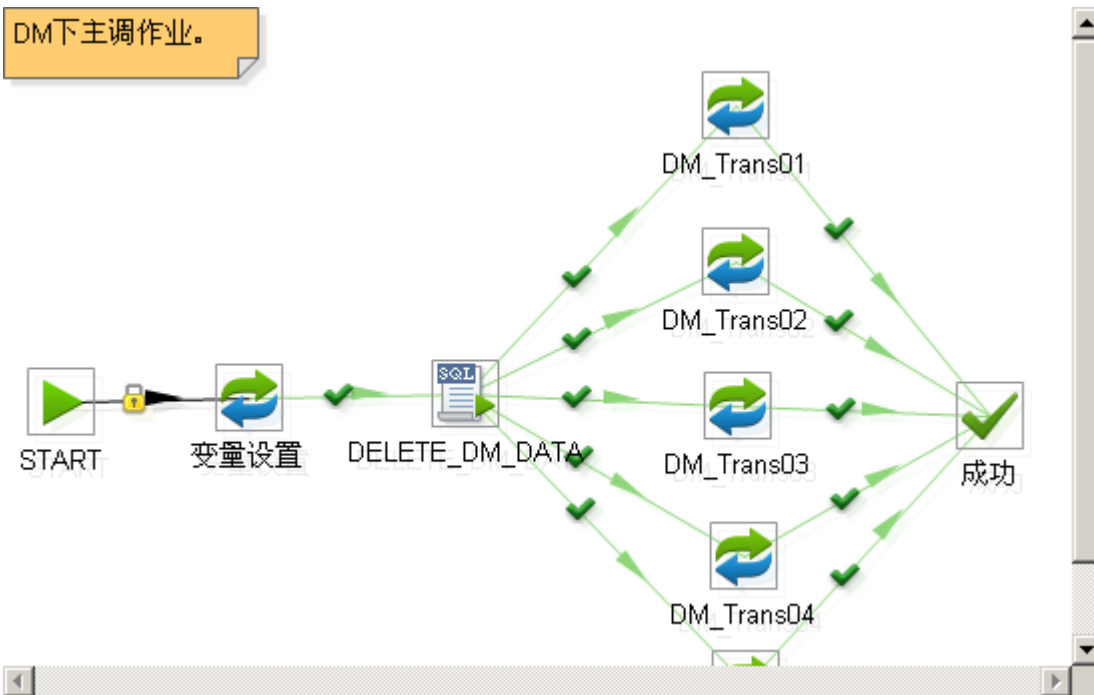 DM下主调作业。
DM_Trans01
DM_Trans02
SQL
START
变量设置
DELETE_DM_DATA
DM_Trans03
成功
DM_Trans04